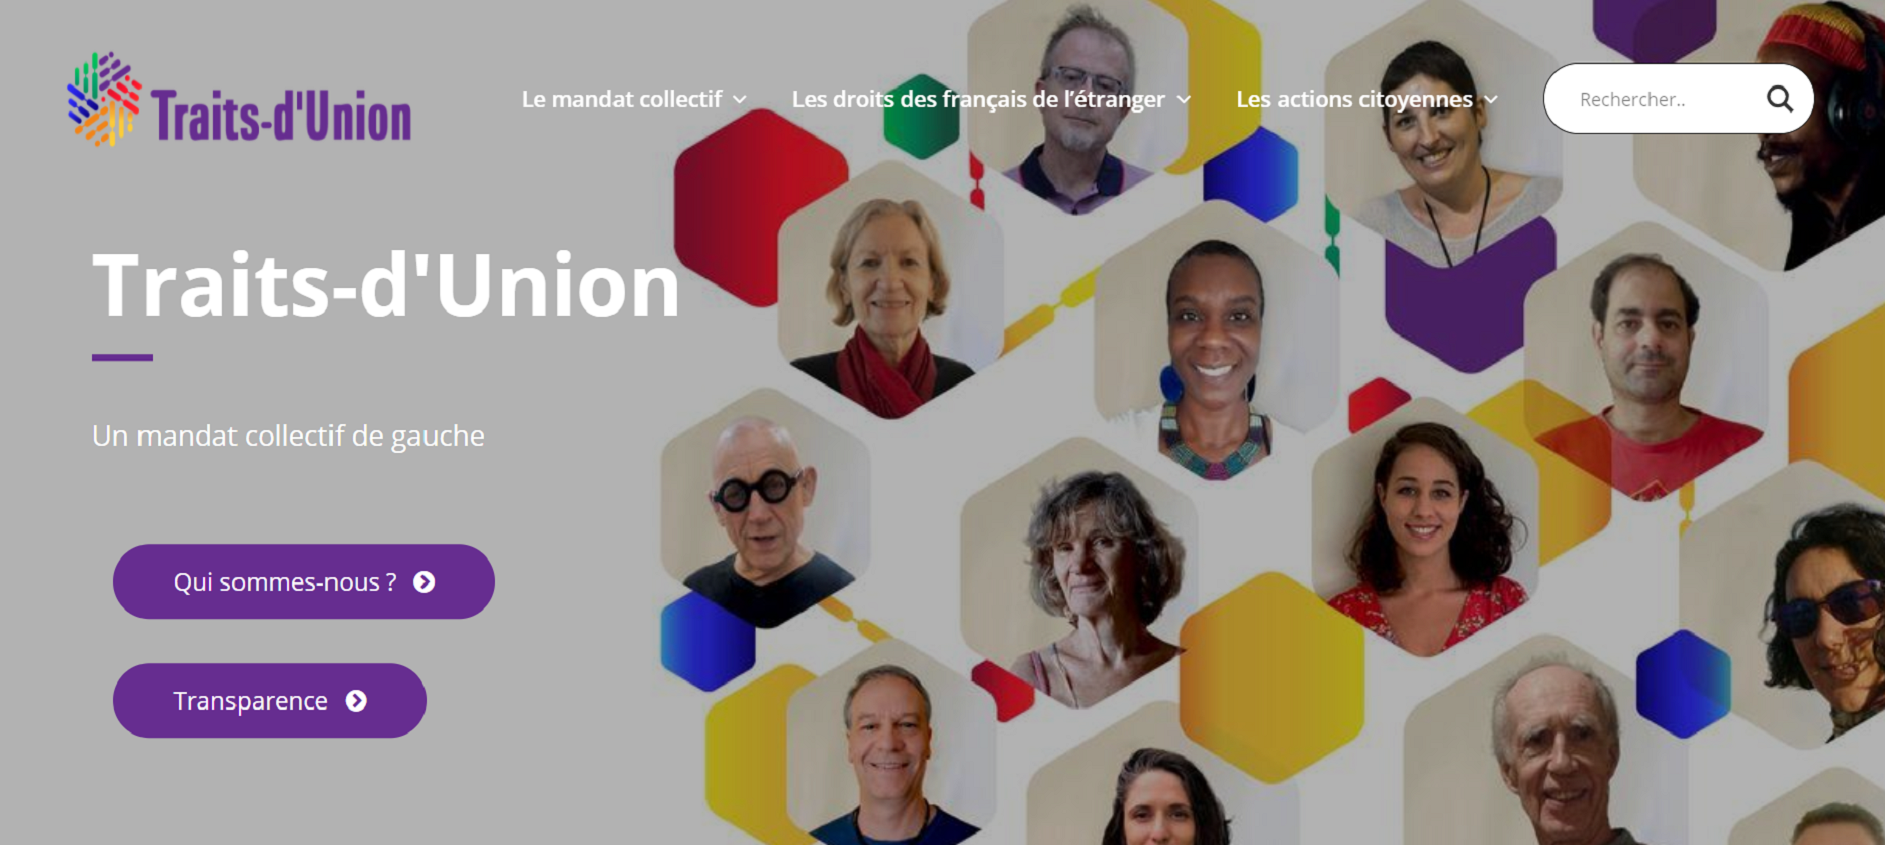 Traits-d'Union
Le mandat collectif
Les droits des français de l'étranger
Les actions citoyennes
Rechercher..
Traits-d'Union
Un mandat collectif de gauche
Qui sommes-nous ?
Transparence